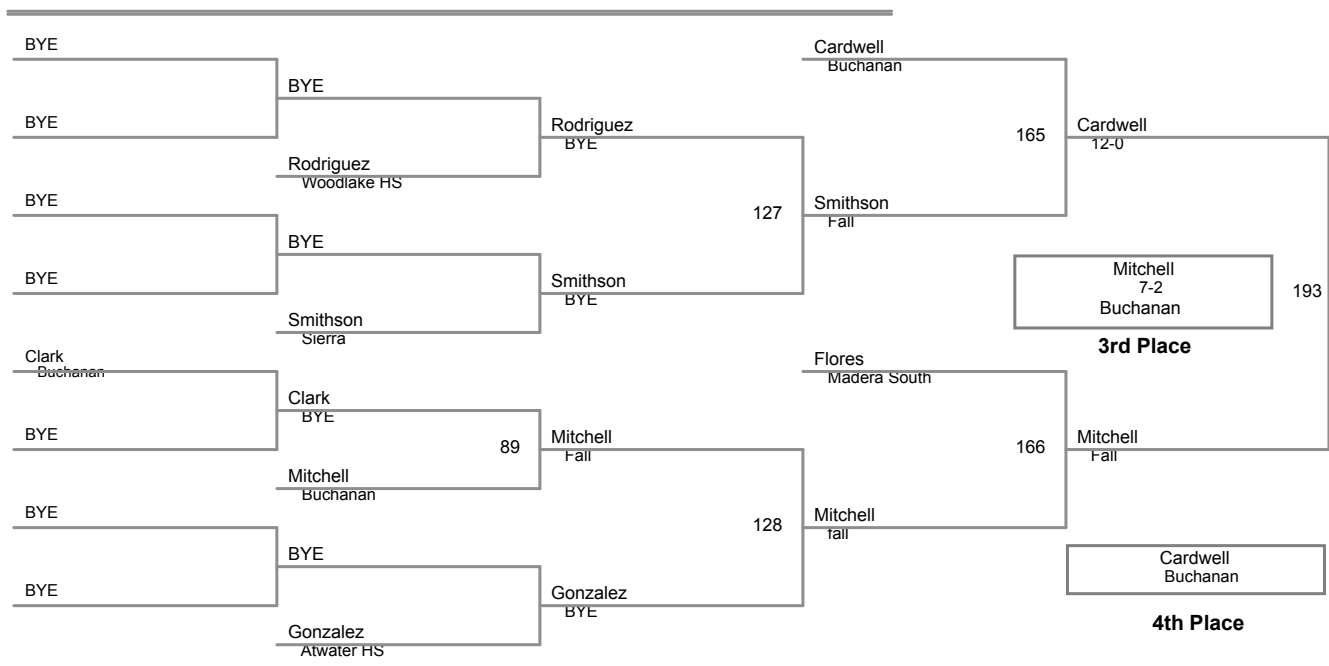 BYE
BYE
BYE
BYE
Clark
Buchanan
BYE
BYE
BYE
BYE
Rodriguez
Woodlake HS
BYE
Smithson
Sierra
Clark
BYE
89
Mitchell
Buchanan
BYE
Gonzalez
Atwater HS
Rodriguez
BYE
127
Smithson
BYE
Mitchell
Fall
128
Gonzalez
BYE
Cardwell
Buchanan
165
Smithson
Fall
Flores
Madera South
166
Mitchell
fall
Cardwell
12-0
193
Mitchell
Fall
Mitchell
7-2
Buchanan
3rd Place
Cardwell
Buchanan
4th Place